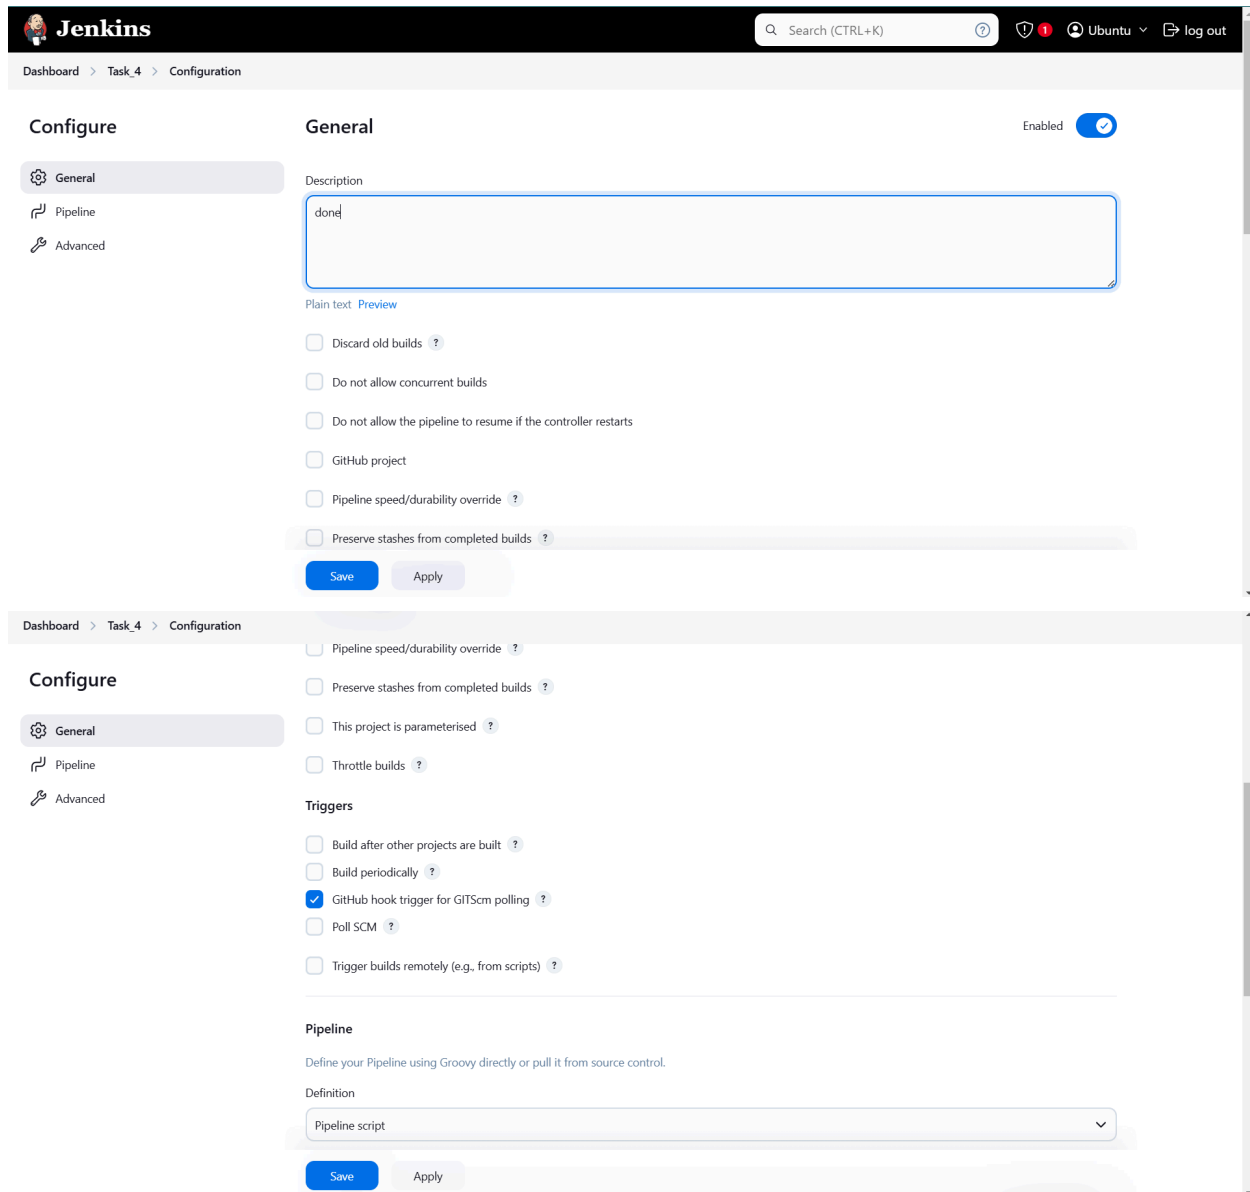 Jenkins
Search (CTRL+K) ?
1 Ubuntu log out
Dashboard > Task_4 > Configuration
Configure
General
Pipeline
Advanced
General
Enabled
Description
done
Plain text Preview
Discard old builds ?
Do not allow concurrent builds
Do not allow the pipeline to resume if the controller restarts
GitHub project
Pipeline speed/durability override ?
Preserve stashes from completed builds ?
Save Apply
Dashboard > Task_4 > Configuration
Configure
General
Pipeline
Advanced
Pipeline speed/durability override ?
Preserve stashes from completed builds ?
This project is parameterised ?
Throttle builds ?
Triggers
Build after other projects are built ?
Build periodically ?
GitHub hook trigger for GITScm polling ?
Poll SCM ?
Trigger builds remotely (e.g., from scripts) ?
Pipeline
Define your Pipeline using Groovy directly or pull it from source control.
Definition
Pipeline script
Save Apply